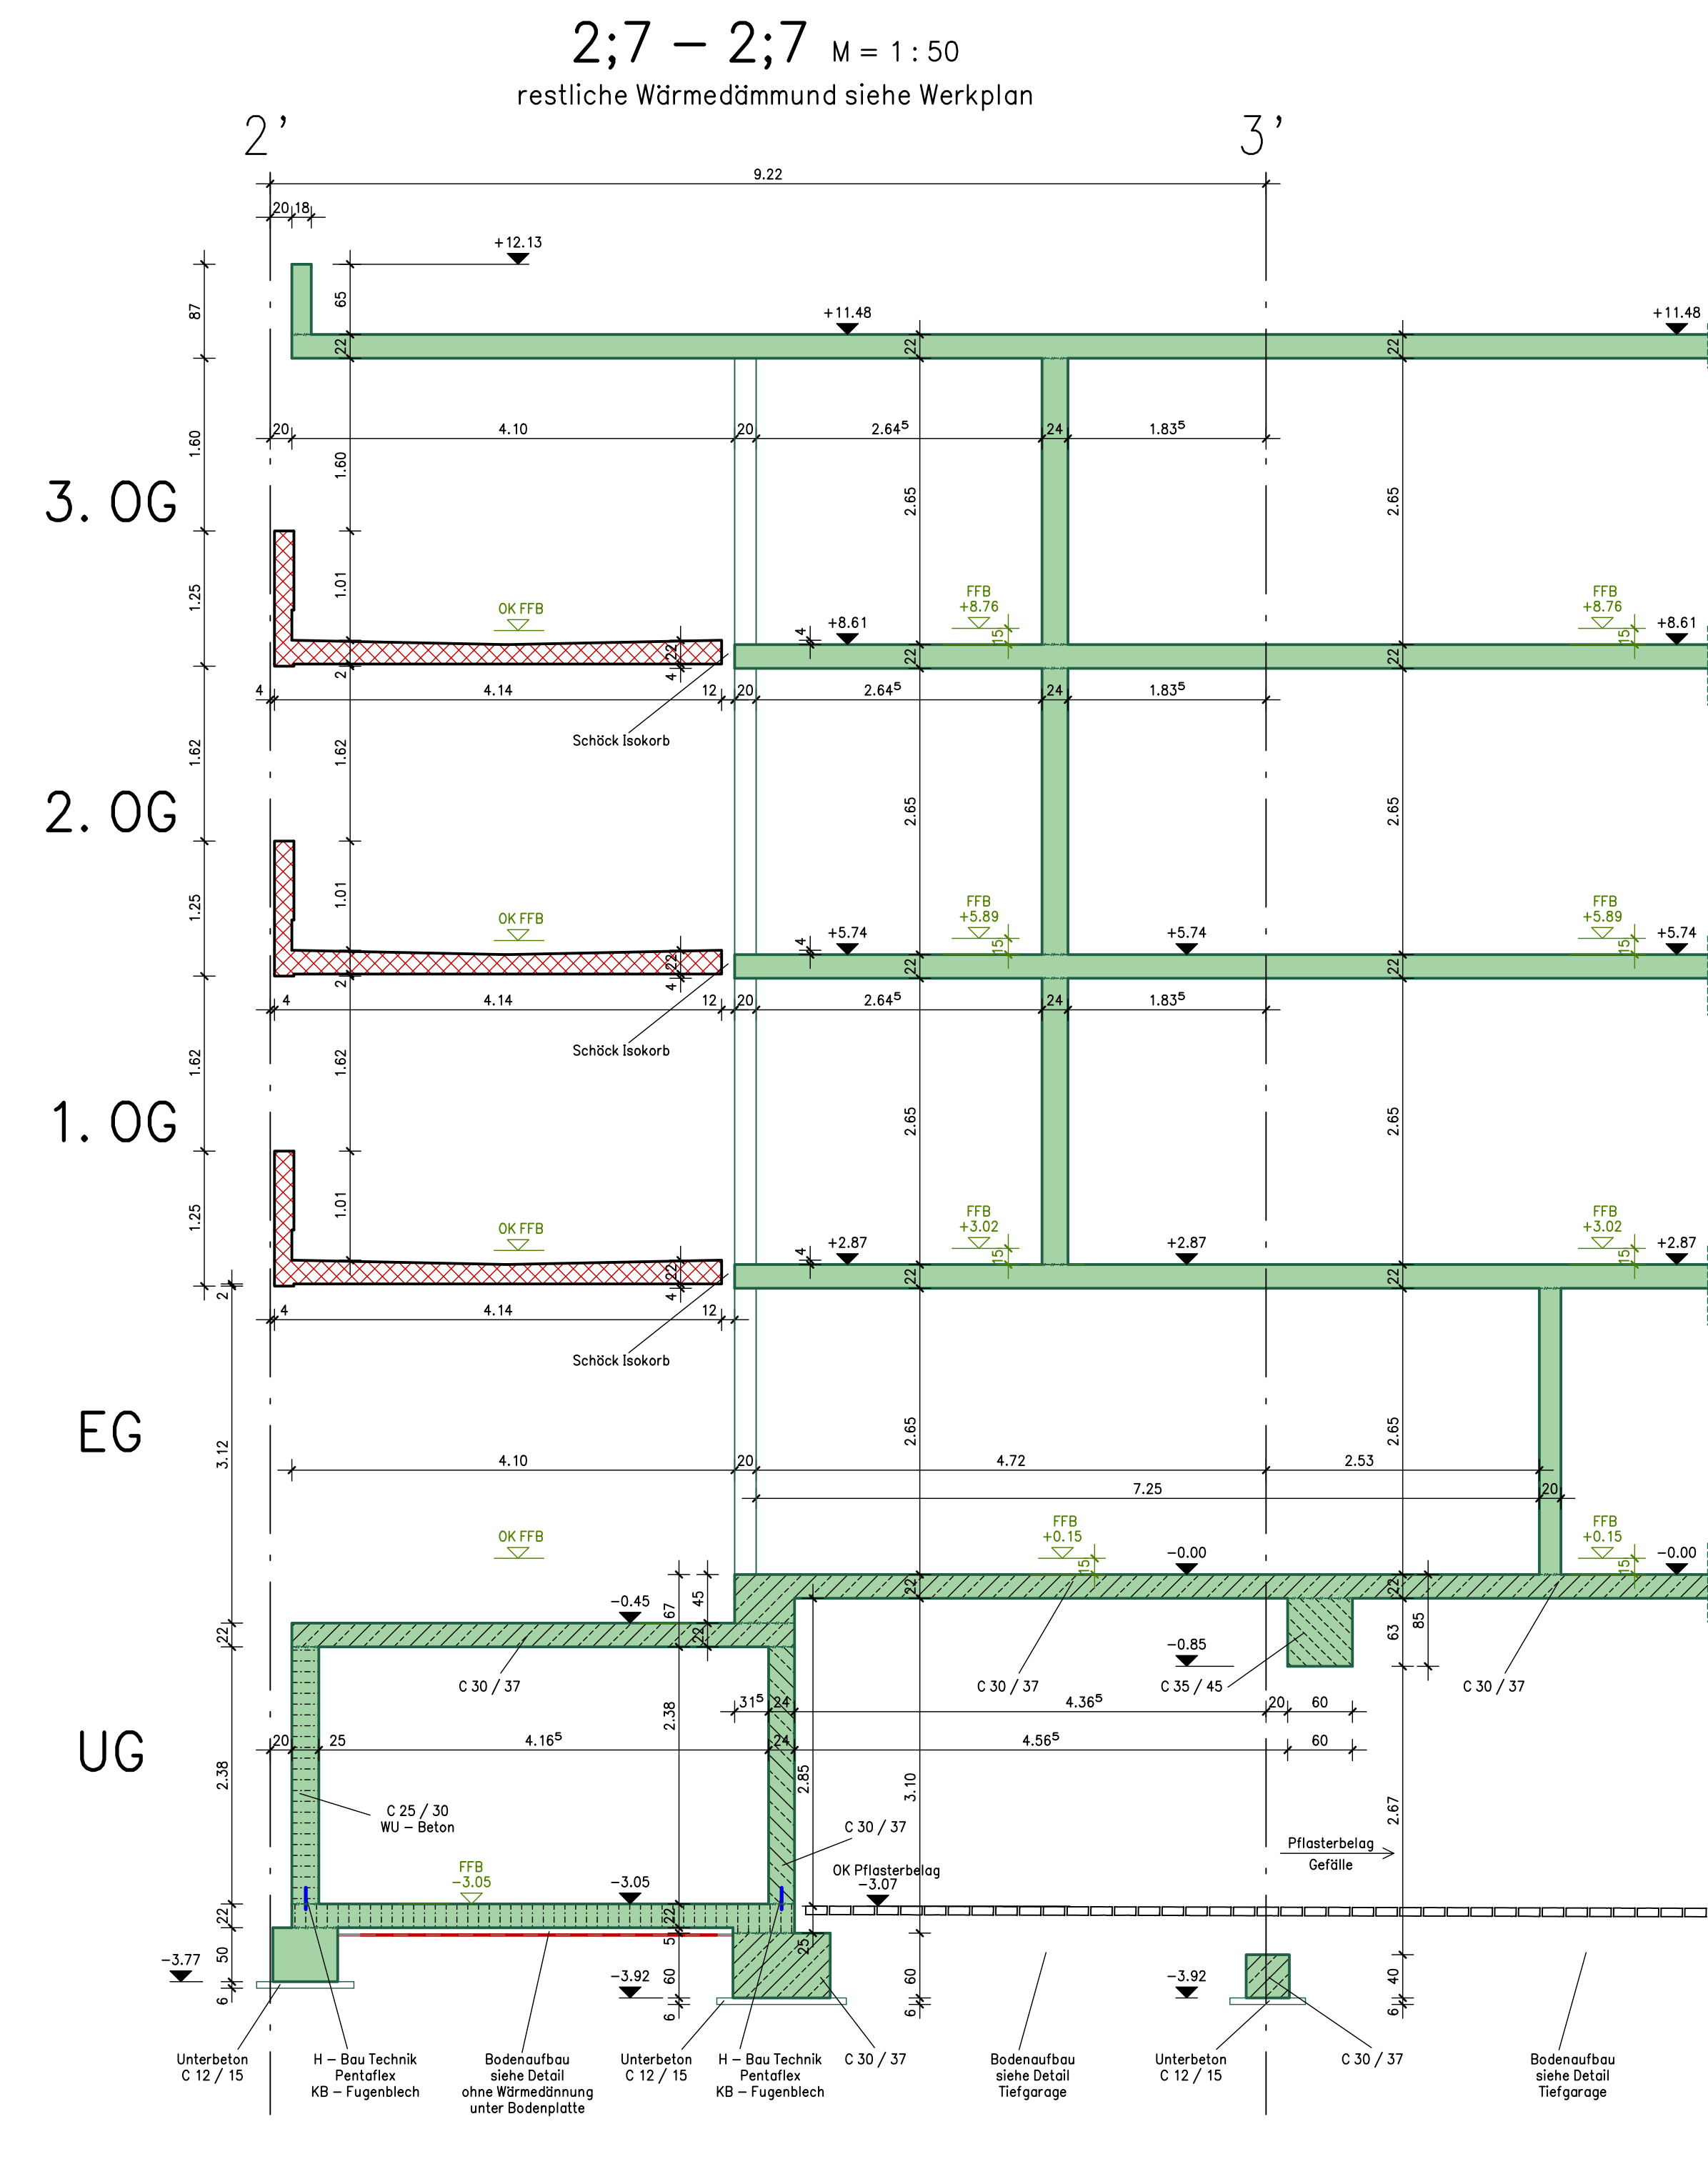 2;7 – 2;7 M = 1 : 50
restliche Wärmedämmund siehe Werkplan
2' 3'
9.22
20 18
+12.13
87 65
+11.48 +11.48
22 22 22
20 4.10 20 2.64⁵ 24 1.83⁵
1.60 1.60
3. OG
2.65 2.65
1.25 1.01
OK FFB
FFB
+8.76
15
FFB
+8.76
15
4 +8.61 +8.61
22 22 22
2 4
4 4.14 12 20 2.64⁵ 24 1.83⁵
Schöck Isokorb
1.62 1.62
2. OG
2.65 2.65
1.25 1.01
OK FFB
FFB
+5.89
15
FFB
+5.89
15
4 +5.74 +5.74 +5.74
22 22 22
2 4
4 4.14 12 20 2.64⁵ 24 1.83⁵
Schöck Isokorb
1.62 1.62
1. OG
2.65 2.65
1.25 1.01
OK FFB
FFB
+3.02
15
FFB
+3.02
15
4 +2.87 +2.87 +2.87
22 22 22
2 4
4 4.14 12
Schöck Isokorb
EG
3.12 2.65 2.65
4.10 20 4.72 2.53
7.25 20
OK FFB
FFB
+0.15
15
FFB
+0.15
15
–0.00 –0.00
22 22
–0.45 67 45
22 22
63 85
–0.85
C 30 / 37 C 30 / 37 C 35 / 45 C 30 / 37
31⁵ 24 4.36⁵ 20 60
UG
20 25 4.16⁵ 24 4.56⁵ 60
2.38 2.38 2.85 3.10 2.67
C 25 / 30
WU – Beton
C 30 / 37
Pflasterbelag
Gefälle
OK Pflasterbelag
–3.07
FFB
–3.05
–3.05
22 22
5 25
–3.77 50 6
–3.92 60 6 60 6
–3.92 40 6
Unterbeton
C 12 / 15
H – Bau Technik
Pentaflex
KB – Fugenblech
Bodenaufbau
siehe Detail
ohne Wärmedännung
unter Bodenplatte
Unterbeton
C 12 / 15
H – Bau Technik
Pentaflex
KB – Fugenblech
C 30 / 37
Bodenaufbau
siehe Detail
Tiefgarage
Unterbeton
C 12 / 15
C 30 / 37
Bodenaufbau
siehe Detail
Tiefgarage